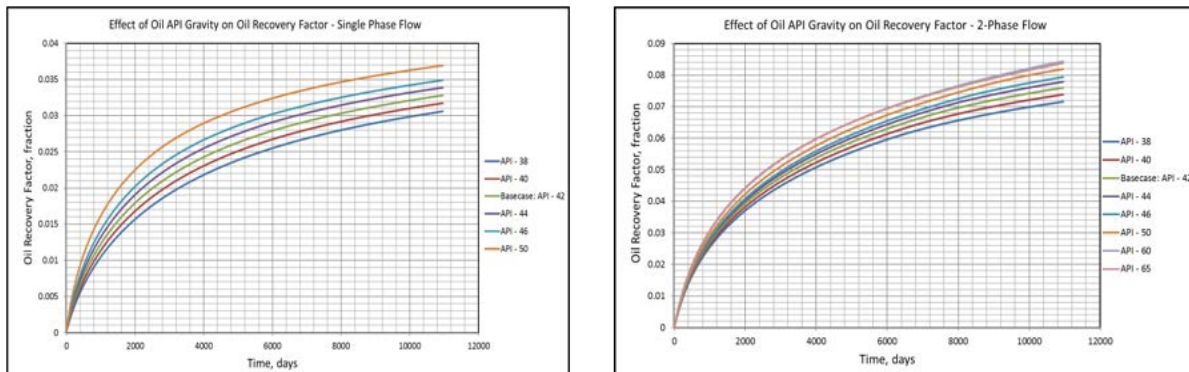 Effect of Oil API Gravity on Oil Recovery Factor - Single Phase Flow
Oil Recovery Factor, fraction
0.04
0.035
0.03
0.025
0.02
0.015
0.01
0.005
0
0 2000 4000 6000 8000 10000 12000
Time, days
API - 38
API - 40
Basecase: API - 42
API - 44
API - 46
API - 50
Effect of Oil API Gravity on Oil Recovery Factor - 2-Phase Flow
Oil Recovery Factor, fraction
0.09
0.08
0.07
0.06
0.05
0.04
0.03
0.02
0.01
0
0 2000 4000 6000 8000 10000 12000
Time, days
API - 38
API - 40
Basecase: API - 42
API - 44
API - 46
API - 50
API - 60
API - 65